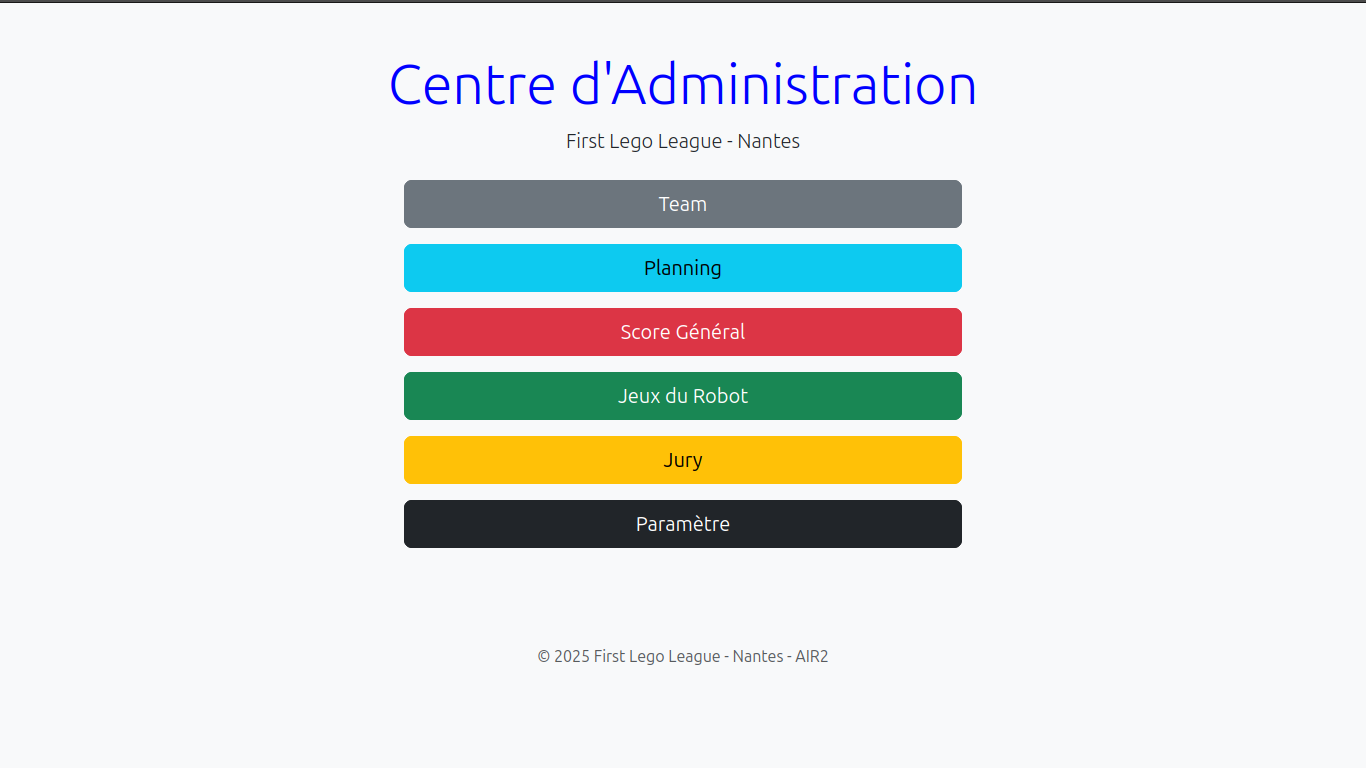 Centre d'Administration
First Lego League - Nantes
Team
Planning
Score Général
Jeux du Robot
Jury
Paramètre
© 2025 First Lego League - Nantes - AIR2